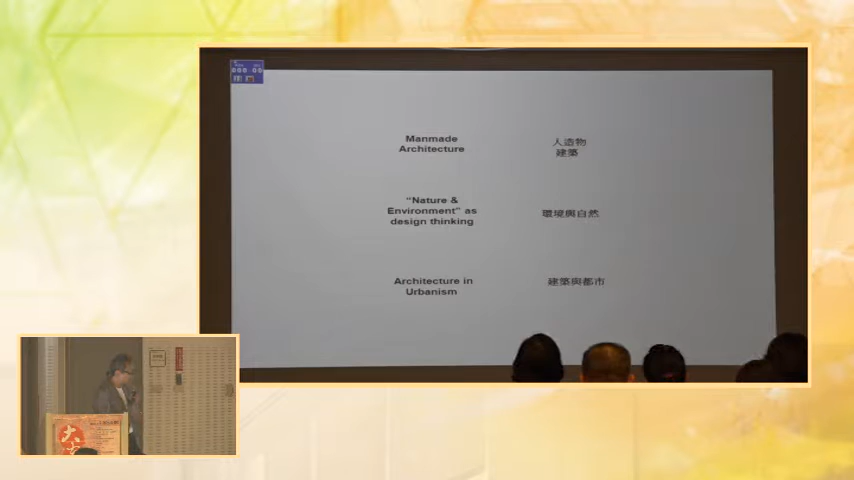 Manmade
Architecture
人造物
建築
"Nature &
Environment" as
design thinking
環境與自然
Architecture in
Urbanism
建築與都市